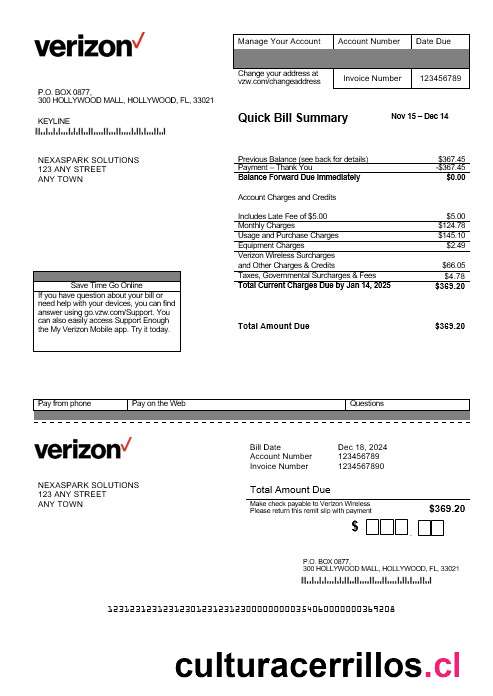 verizon
Manage Your Account Account Number Date Due
Change your address at
vzw.com/changeaddress
Invoice Number 123456789
P.O. BOX 0877,
300 HOLLYWOOD MALL, HOLLYWOOD, FL, 33021
KEYLINE
Quick Bill Summary Nov 15 – Dec 14
NEXASPARK SOLUTIONS
123 ANY STREET
ANY TOWN
Previous Balance (see back for details) $367.45
Payment – Thank You -$367.45
Balance Forward Due Immediately $0.00
Account Charges and Credits
Includes Late Fee of $5.00 $5.00
Monthly Charges $124.78
Usage and Purchase Charges $145.10
Equipment Charges $2.49
Verizon Wireless Surcharges
and Other Charges & Credits $66.05
Taxes, Governmental Surcharges & Fees $4.78
Total Current Charges Due by Jan 14, 2025 $369.20
Save Time Go Online
If you have question about your bill or
need help with your devices, you can find
answer using go.vzw.com/Support. You
can also easily access Support Enough
the My Verizon Mobile app. Try it today.
Total Amount Due $369.20
Pay from phone Pay on the Web Questions
verizon
Bill Date Dec 18, 2024
Account Number 123456789
Invoice Number 1234567890
NEXASPARK SOLUTIONS
123 ANY STREET
ANY TOWN
Total Amount Due
Make check payable to Verizon Wireless
Please return this remit slip with payment
$369.20
$
P.O. BOX 0877,
300 HOLLYWOOD MALL, HOLLYWOOD, FL, 33021
culturacerrillos.cl